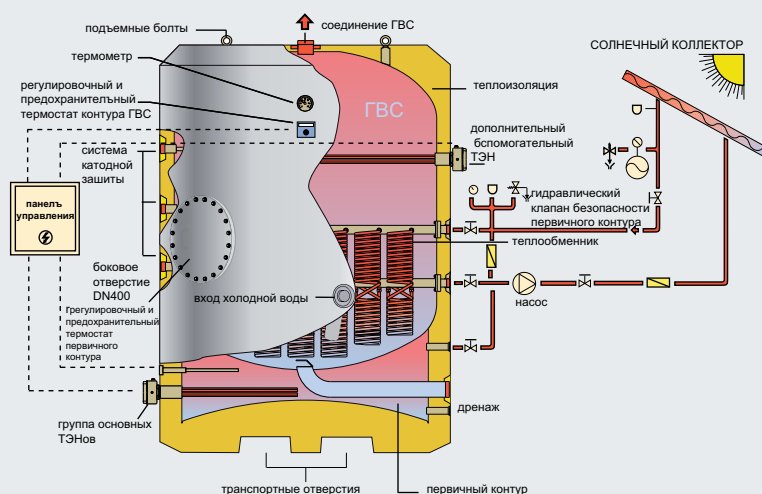 подъемные болты
соединение ГВС
термометр
регулировочный и
предохранителъный
термостат контура ГВС
система
катодной
зашиты
панелъ
управления
боковое
отверстие
DN400
Грегулировочный и
предохранительный
термостат
первичного
контура
группа основных
ТЭНов
транспортные отверстия
первичный контур
дренаж
вход холодной воды
ГВС
теплоизоляция
дополнительный
бспомогательный
ТЭН
гидравлический
клапан безопасности
первичного контура
теплообменник
насос
СОЛНЕЧНЫЙ КОЛЛЕКТОР